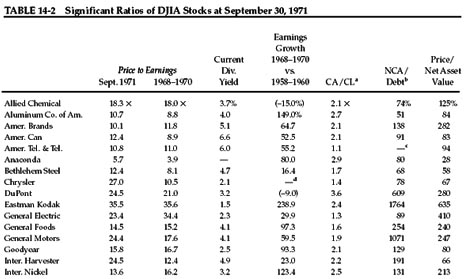 TABLE 14-2 Significant Ratios of DJIA Stocks at September 30, 1971
Earnings
Growth
Current 1968–1970 Price/
Price to Earnings Div. vs. NCA/ Net Asset
Sept. 1971 1968–1970 Yield 1958–1960 CA/CL.ª Debtᵇ Value
Allied Chemical 18.3 × 18.0 × 3.7% (–15.0%) 2.1 × 74% 125%
Aluminum Co. of Am. 10.7 8.8 4.0 149.0% 2.7 51 84
Amer. Brands 10.1 11.8 5.1 64.7 2.1 138 282
Amer. Can 12.4 8.9 6.6 52.5 2.1 91 83
Amer. Tel. & Tel. 10.8 11.0 6.0 55.2 1.1 —ᶜ 94
Anaconda 5.7 3.9 — 80.0 2.9 80 28
Bethlehem Steel 12.4 8.1 4.7 16.4 1.7 68 58
Chrysler 27.0 10.5 2.1 —ᵈ 1.4 78 67
DuPont 24.5 21.0 3.2 (–9.0) 3.6 609 280
Eastman Kodak 35.5 35.6 1.5 238.9 2.4 1764 635
General Electric 23.4 34.4 2.3 29.9 1.3 89 410
General Foods 14.5 15.2 4.1 97.3 1.6 254 240
General Motors 24.4 17.6 4.1 59.5 1.9 1071 247
Goodyear 15.8 16.7 2.5 93.3 2.1 129 80
Inter. Harvester 24.5 12.4 4.9 23.0 2.2 191 66
Inter. Nickel 13.6 16.2 3.2 123.4 2.5 131 213